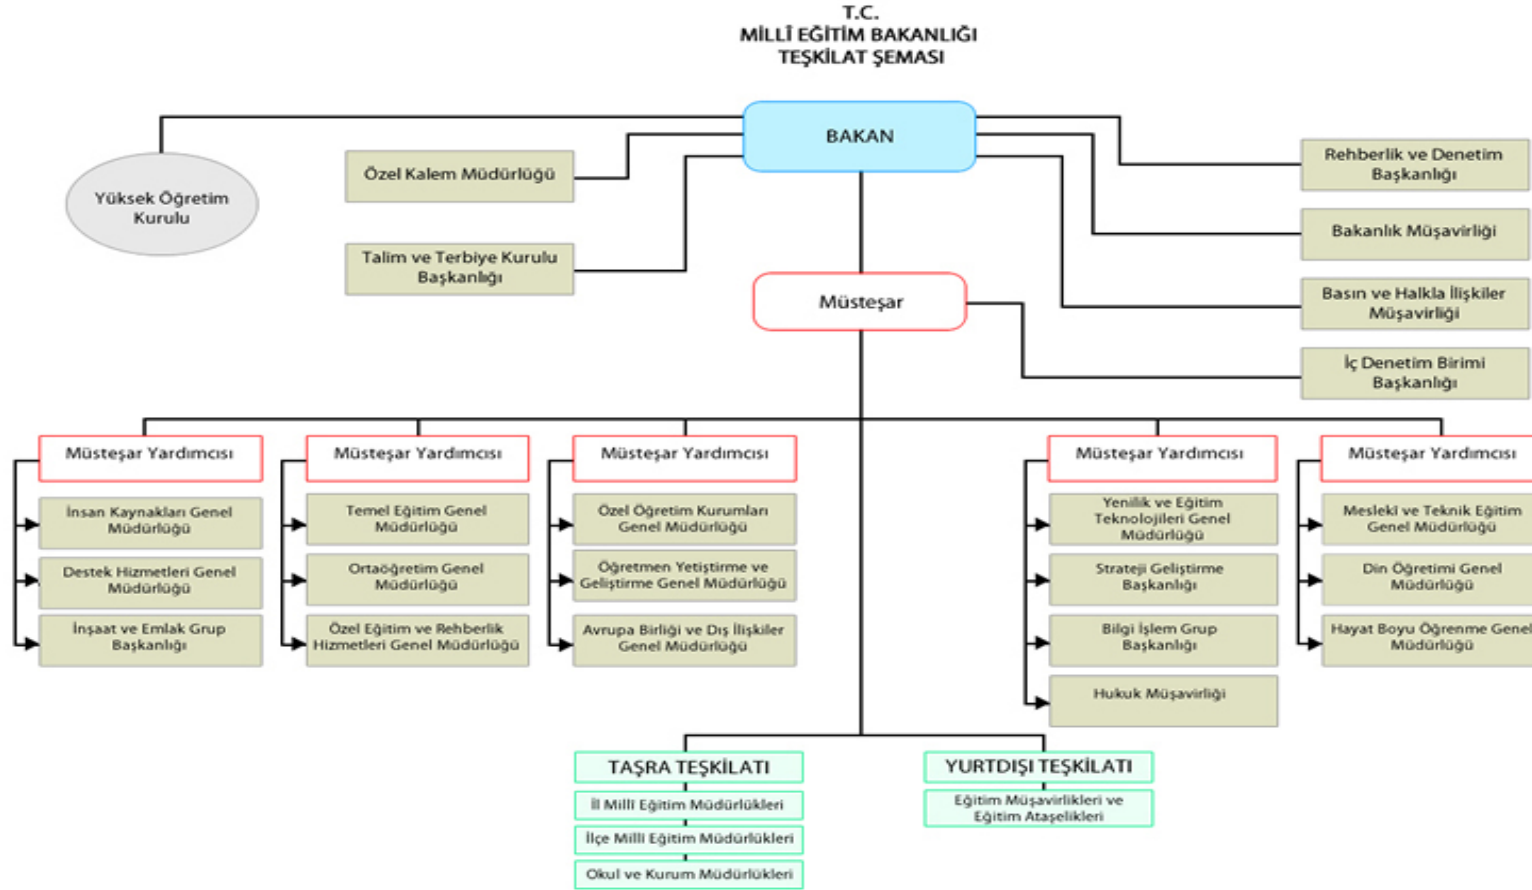 T.C.
MİLLÎ EĞİTİM BAKANLIĞI
TEŞKİLAT ŞEMASI
BAKAN
Yüksek Öğretim
Kurulu
Özel Kalem Müdürlüğü
Talim ve Terbiye Kurulu
Başkanlığı
Rehberlik ve Denetim
Başkanlığı
Bakanlık Müşavirliği
Basın ve Halkla İlişkiler
Müşavirliği
Müsteşar
İç Denetim Birimi
Başkanlığı
Müsteşar Yardımcısı
İnsan Kaynakları Genel
Müdürlüğü
Destek Hizmetleri Genel
Müdürlüğü
İnşaat ve Emlak Grup
Başkanlığı
Müsteşar Yardımcısı
Temel Eğitim Genel
Müdürlüğü
Ortaöğretim Genel
Müdürlüğü
Özel Eğitim ve Rehberlik
Hizmetleri Genel Müdürlüğü
Müsteşar Yardımcısı
Özel Öğretim Kurumları
Genel Müdürlüğü
Öğretmen Yetiştirme ve
Geliştirme Genel Müdürlüğü
Avrupa Birliği ve Dış İlişkiler
Genel Müdürlüğü
Müsteşar Yardımcısı
Yenilik ve Eğitim
Teknolojileri Genel
Müdürlüğü
Strateji Geliştirme
Başkanlığı
Bilgi İşlem Grup
Başkanlığı
Hukuk Müşavirliği
Müsteşar Yardımcısı
Meslekî ve Teknik Eğitim
Genel Müdürlüğü
Din Öğretimi Genel
Müdürlüğü
Hayat Boyu Öğrenme Genel
Müdürlüğü
TAŞRA TEŞKİLATI
İl Millî Eğitim Müdürlükleri
İlçe Millî Eğitim Müdürlükleri
Okul ve Kurum Müdürlükleri
YURTDIŞI TEŞKİLATI
Eğitim Müşavirlikleri ve
Eğitim Ataşelikleri